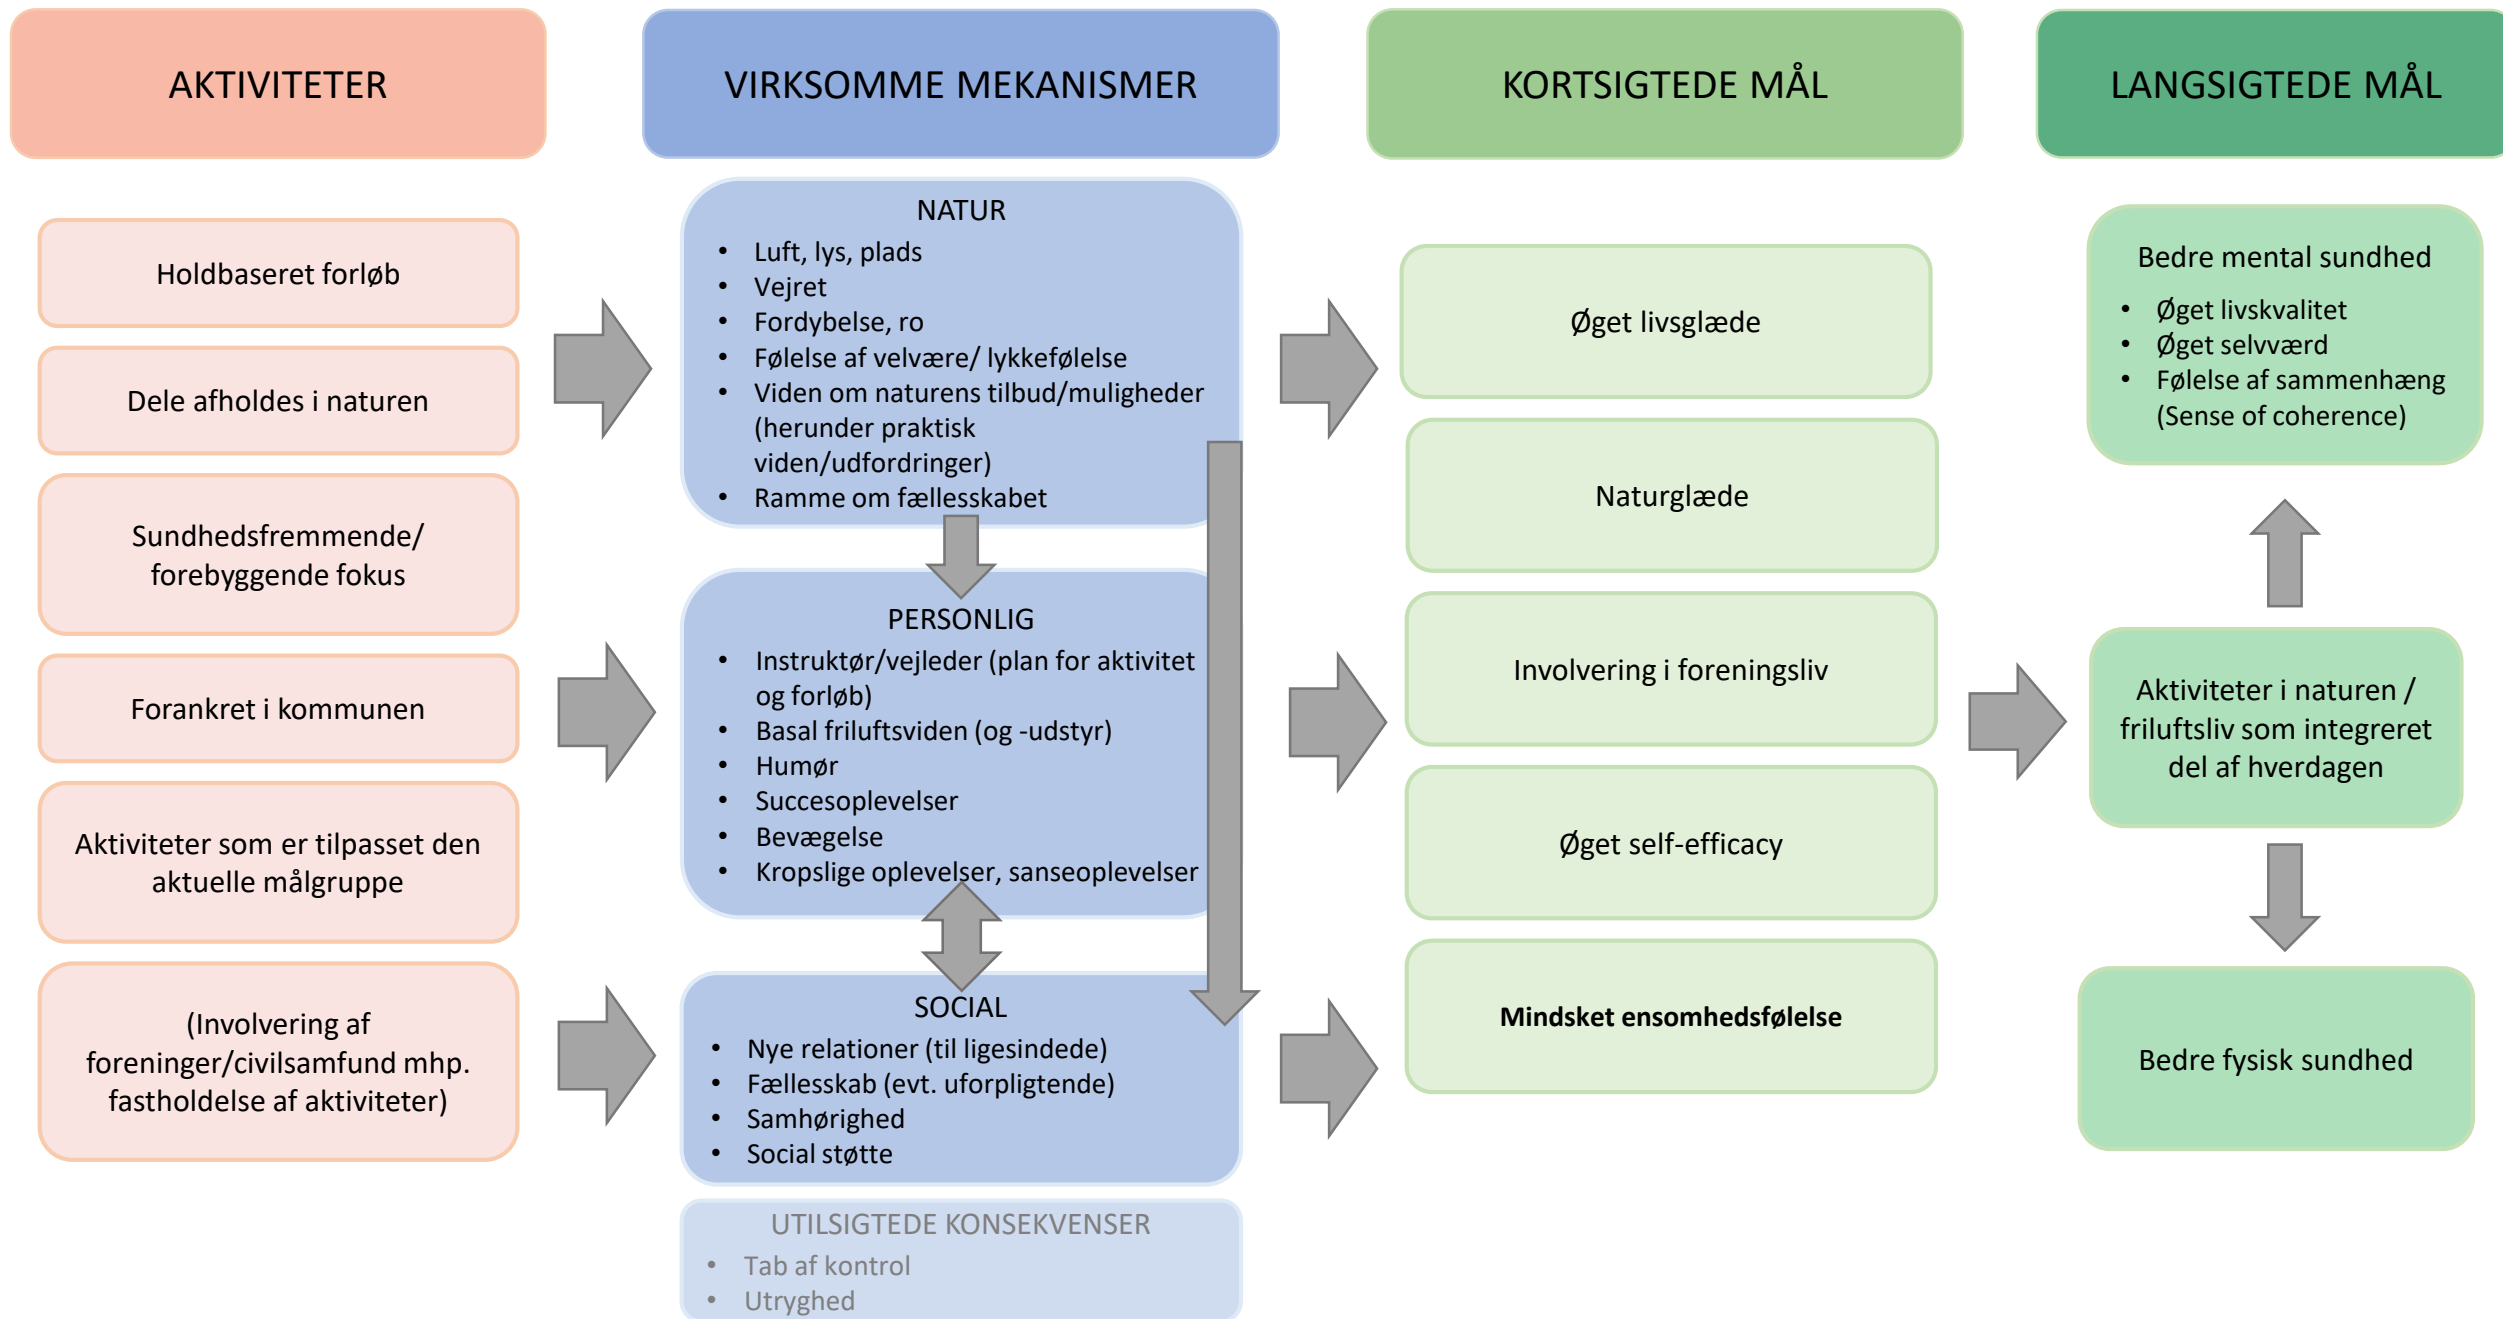 AKTIVITETER
VIRKSOMME MEKANISMER
KORTSIGTEDE MÅL
LANGSIGTEDE MÅL
Holdbaseret forløb
Dele afholdes i naturen
Sundhedsfremmende/
forebyggende fokus
Forankret i kommunen
Aktiviteter som er tilpasset den
aktuelle målgruppe
(Involvering af
foreninger/civilsamfund mhp.
fastholdelse af aktiviteter)
NATUR
• Luft, lys, plads
• Vejret
• Fordybelse, ro
• Følelse af velvære/ lykkefølelse
• Viden om naturens tilbud/muligheder
(herunder praktisk
viden/udfordringer)
• Ramme om fællesskabet
PERSONLIG
• Instruktør/vejleder (plan for aktivitet
og forløb)
• Basal friluftsviden (og -udstyr)
• Humør
• Succesoplevelser
• Bevægelse
• Kropslige oplevelser, sanseoplevelser
SOCIAL
• Nye relationer (til ligesindede)
• Fællesskab (evt. uforpligtende)
• Samhørighed
• Social støtte
UTILSIGTEDE KONSEKVENSER
• Tab af kontrol
• Utryghed
Øget livsglæde
Naturglæde
Involvering i foreningsliv
Øget self-efficacy
Mindsket ensomhedsfølelse
Bedre mental sundhed
• Øget livskvalitet
• Øget selvværd
• Følelse af sammenhæng
(Sense of coherence)
Aktiviteter i naturen /
friluftsliv som integreret
del af hverdagen
Bedre fysisk sundhed